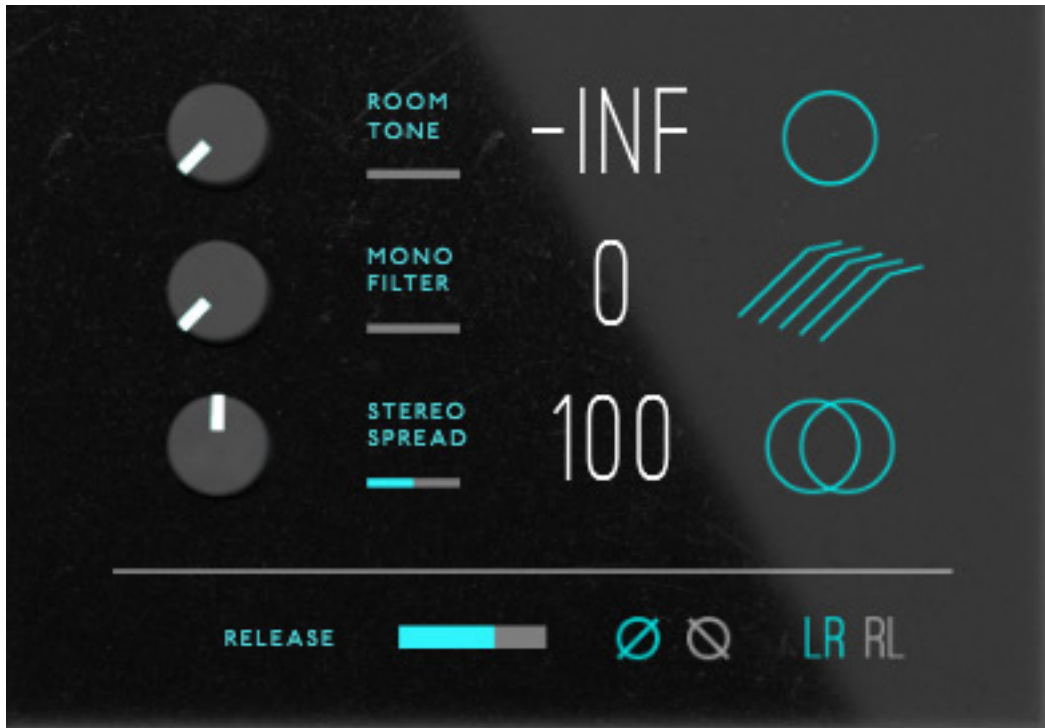 ROOM
TONE
-INF
MONO
FILTER
0
STEREO
SPREAD
100
RELEASE
LR RL